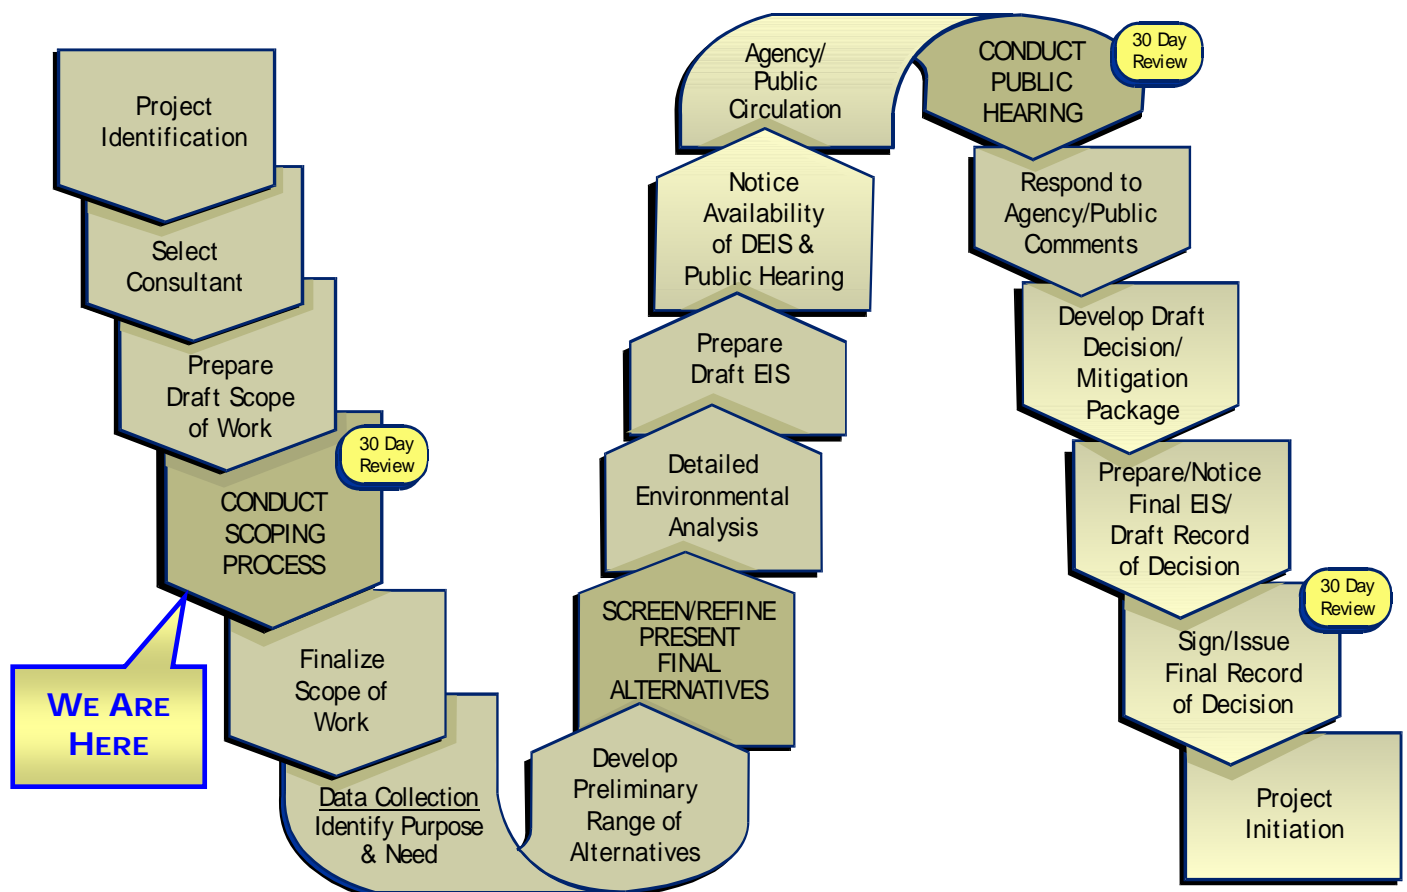 Project
Identification
Select
Consultant
Prepare
Draft Scope
of Work
30 Day
Review
CONDUCT
SCOPING
PROCESS
WE ARE
HERE
Finalize
Scope of
Work
Data Collection
Identify Purpose
& Need
Develop
Preliminary
Range of
Alternatives
SCREEN/REFINE
PRESENT
FINAL
ALTERNATIVES
Detailed
Environmental
Analysis
Prepare
Draft EIS
Notice
Availability
of DEIS &
Public Hearing
Agency/
Public
Circulation
CONDUCT
PUBLIC
HEARING
30 Day
Review
Respond to
Agency/Public
Comments
Develop Draft
Decision/
Mitigation
Package
Prepare/Notice
Final EIS/
Draft Record
of Decision
30 Day
Review
Sign/Issue
Final Record
of Decision
Project
Initiation